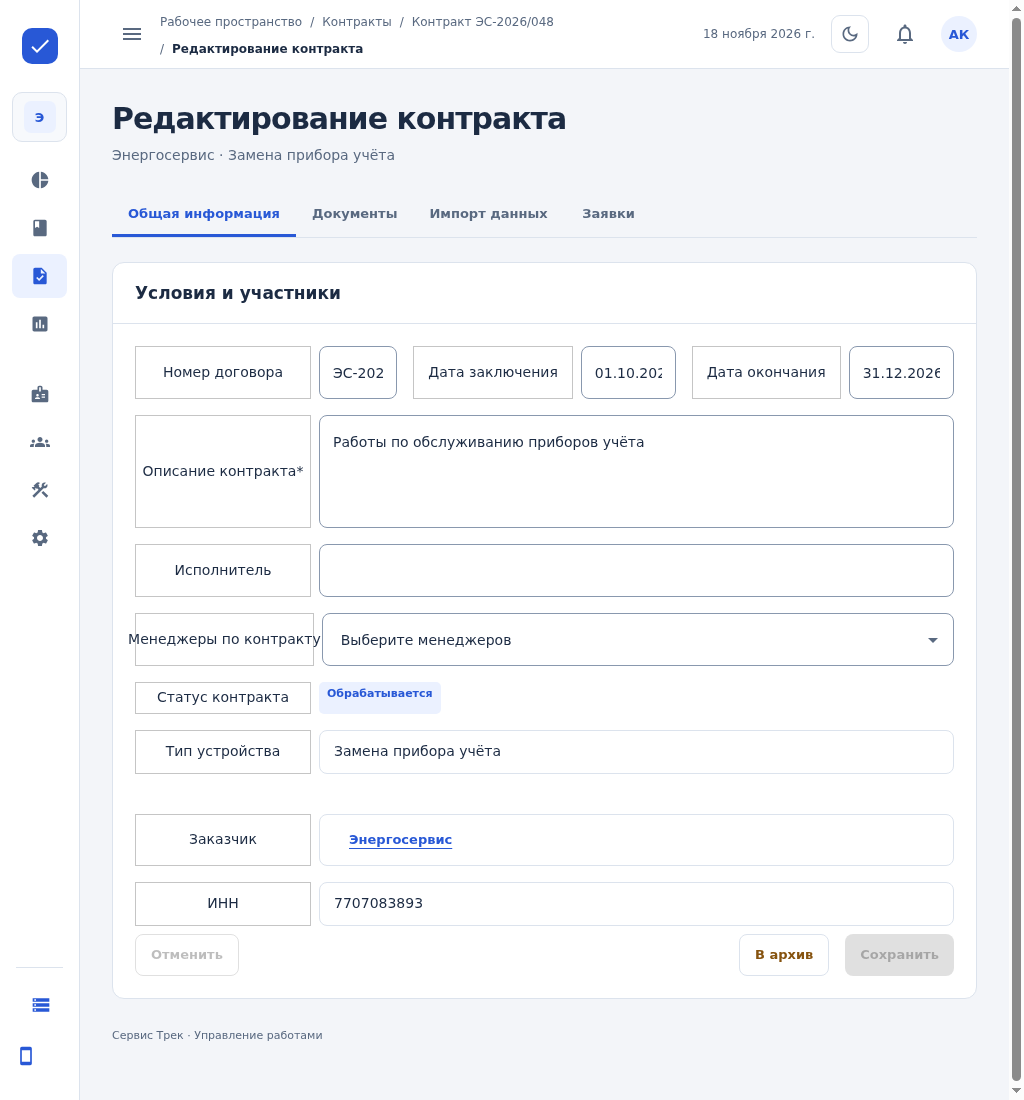 Рабочее пространство / Контракты / Контракт ЭС-2026/048
/ Редактирование контракта
18 ноября 2026 г.
АК
Э
Редактирование контракта
Энергосервис · Замена прибора учёта
Общая информация Документы Импорт данных Заявки
Условия и участники
Номер договора ЭС-202 Дата заключения 01.10.202 Дата окончания 31.12.2026
Описание контракта* Работы по обслуживанию приборов учёта
Исполнитель
Менеджеры по контракту Выберите менеджеров
Статус контракта Обрабатывается
Тип устройства Замена прибора учёта
Заказчик Энергосервис
ИНН 7707083893
Отменить В архив Сохранить
Сервис Трек · Управление работами